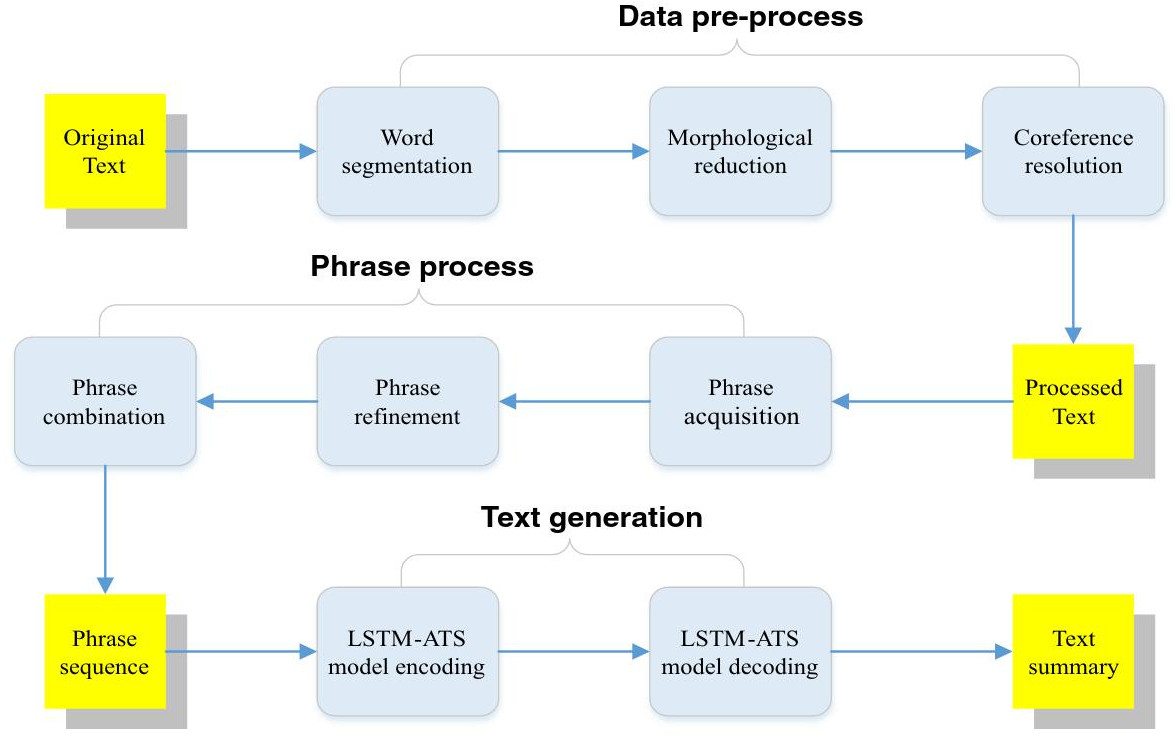 Data pre-process
Original
Text
Word
segmentation
Morphological
reduction
Coreference
resolution
Phrase process
Phrase
combination
Phrase
refinement
Phrase
acquisition
Processed
Text
Text generation
Phrase
sequence
LSTM-ATS
model encoding
LSTM-ATS
model decoding
Text
summary